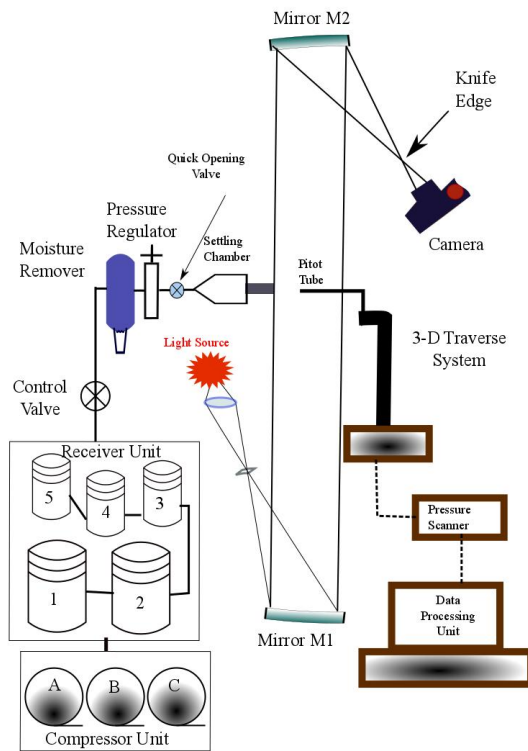 Mirror M2
Knife
Edge
Quick Opening
Valve
Pressure
Regulator
Settling
Chamber
Moisture
Remover
Camera
Pitot
Tube
3-D Traverse
System
Light Source
Control
Valve
Receiver Unit
5
4
3
1
2
Pressure
Scanner
Data
Processing
Unit
Mirror M1
A
B
C
Compressor Unit